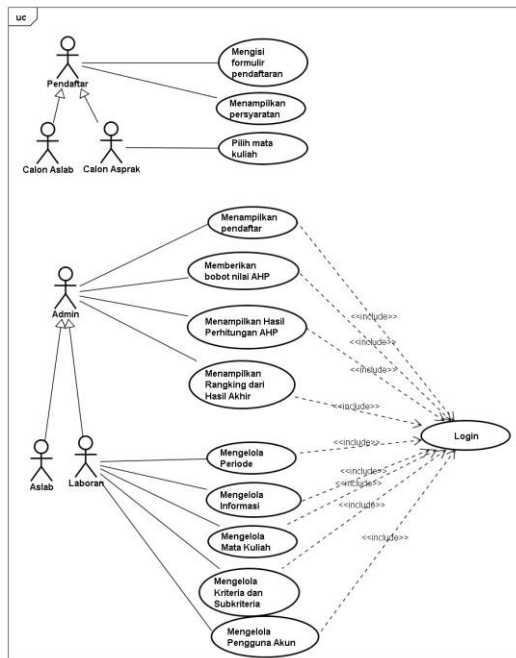 uc
Mengisi
formulir
pendaftaran
Pendaftar
Menampilkan
persyaratan
Pilih mata
kuliah
Calon Aslab
Calon Asprak
Menampilkan
pendaftar
Memberikan
bobot nilai AHP
Admin
<<include>>
Menampilkan Hasil
Perhitungan AHP
<<include>>
<<include>>
Menampilkan
Rangking dari
Hasil Akhir
<<include>>
Login
Mengelola
Periode
<<include>>
Aslab
Laboran
Mengelola
Informasi
<<include>>
<<include>>
Mengelola
Mata Kuliah
<<include>>
<<include>>
Mengelola
Kriteria dan
Subkriteria
Mengelola
Pengguna Akun